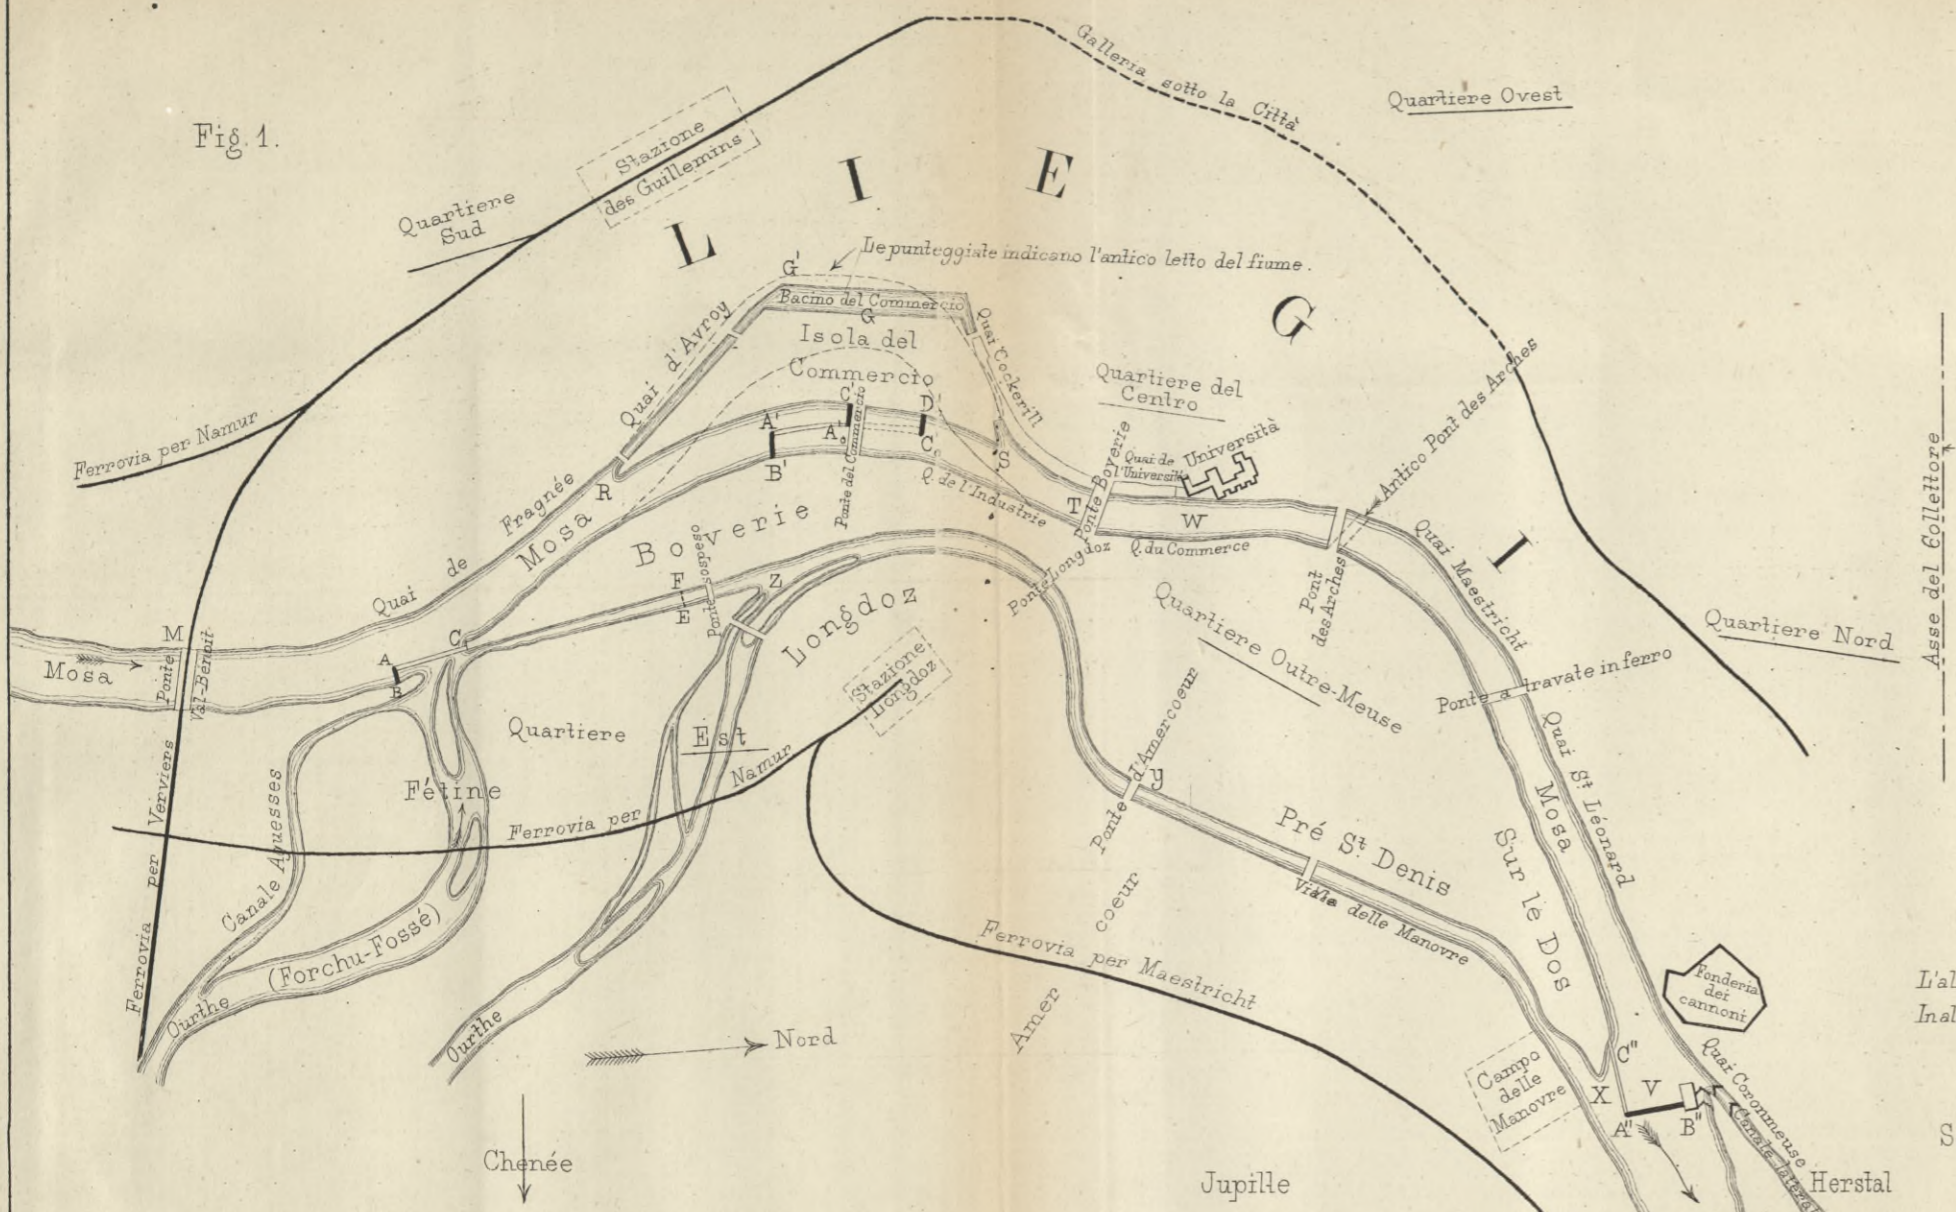 Fig. 1.
Quartiere
Sud
Stazione
des Guillemins
Galleria sotto la Città
Quartiere Ovest
L I E G I
Le punteggiate indicano l'antico letto del fiume.
G'
Bacino del Commercio
G
Isola del
Commercio
Quai d'Avroy
Quai Cockerill
Quartiere del
Centro
Antico Pont des Arches
Asse del Collettore
Ferrovia per Namur
C'
D
A'
B'
Ponte del Commercio
S
R
Q. de l'Industrie
Quai de
l'Université
Università
Ponte Boverie
T
W
Q. du Commerce
Quai de Fragnée
Mosa
Boverie
Ponte sospeso
F
E
Z
Longdoz
Ponte Longdoz
Pont
des Arches
Quai Maestricht
Quartiere Nord
Quartiere Outre-Meuse
Ponte a travate in ferro
M
Mosa
Ponte
Val-Benoit
A
B
C
Quartiere Est
Stazione
Longdoz
Ferrovia per Namur
Ferrovia per Verviers
Fétine
Canale Aguesses
(Forchu-Fossé)
Ourthe
Ourthe
Ponte d'Amercoeur
y
Pré St. Denis
Viale delle Manovre
Mosa
Quai St. Léonard
Sur le Dos
Amer coeur
Ferrovia per Maestricht
Fonderia
dei
cannoni
L'al
Inal
Nord
Campo
delle
Manovre
C"
X
V
A"
B"
Quai Coronmeuse
S
Chenée
Jupille
Herstal